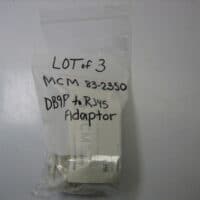 LOT of 3
MCM 83-2350
DB9P to RJ45
Adaptor